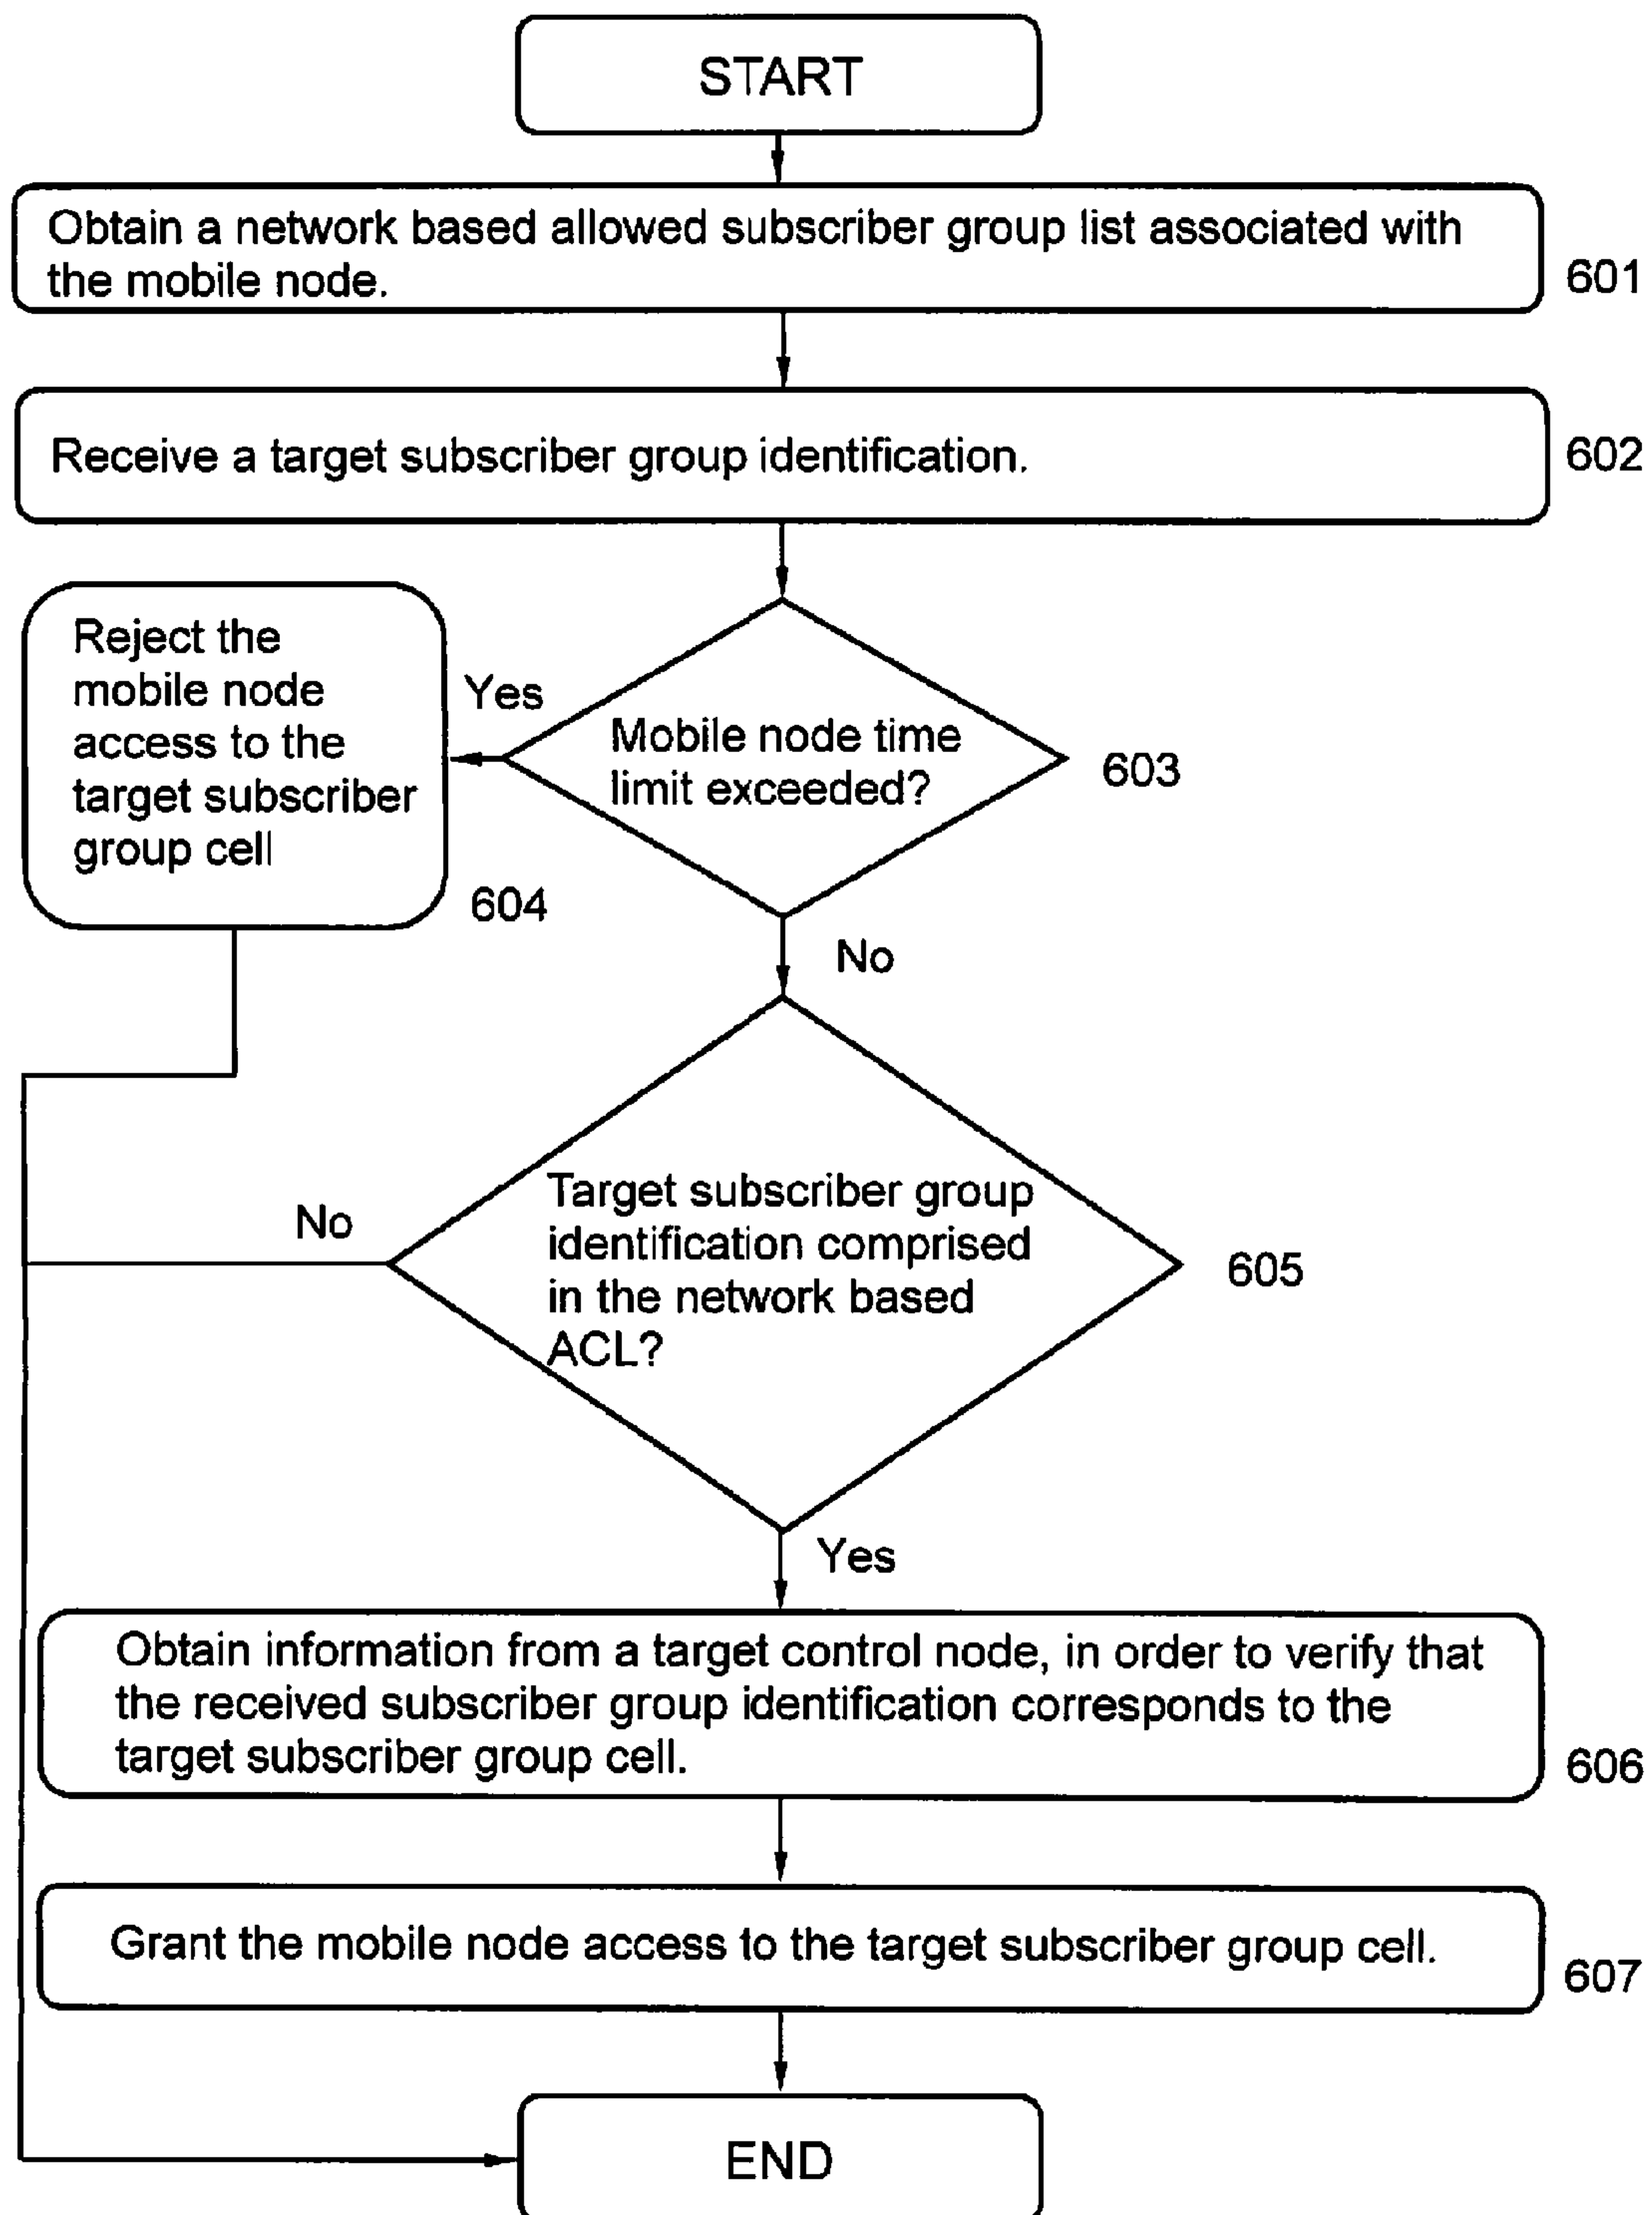 START
Obtain a network based allowed subscriber group list associated with
the mobile node.
601
Receive a target subscriber group identification.
602
Reject the
mobile node
access to the
target subscriber
group cell
604
Yes
Mobile node time
limit exceeded?
603
No
No
Target subscriber group
identification comprised
in the network based
ACL?
605
Yes
Obtain information from a target control node, in order to verify that
the received subscriber group identification corresponds to the
target subscriber group cell.
606
Grant the mobile node access to the target subscriber group cell.
607
END